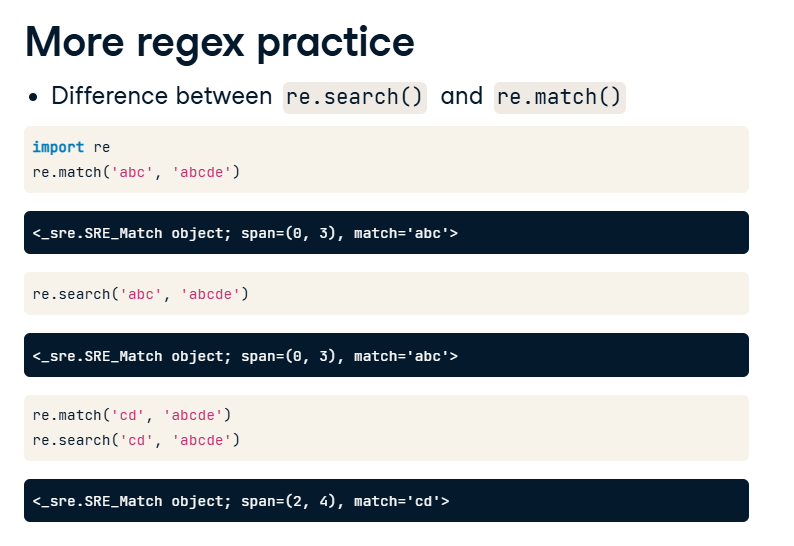 More regex practice
• Difference between re.search() and re.match()
import re
re.match('abc', 'abcde')
<_sre.SRE_Match object; span=(0, 3), match='abc'>
re.search('abc', 'abcde')
<_sre.SRE_Match object; span=(0, 3), match='abc'>
re.match('cd', 'abcde')
re.search('cd', 'abcde')
<_sre.SRE_Match object; span=(2, 4), match='cd'>